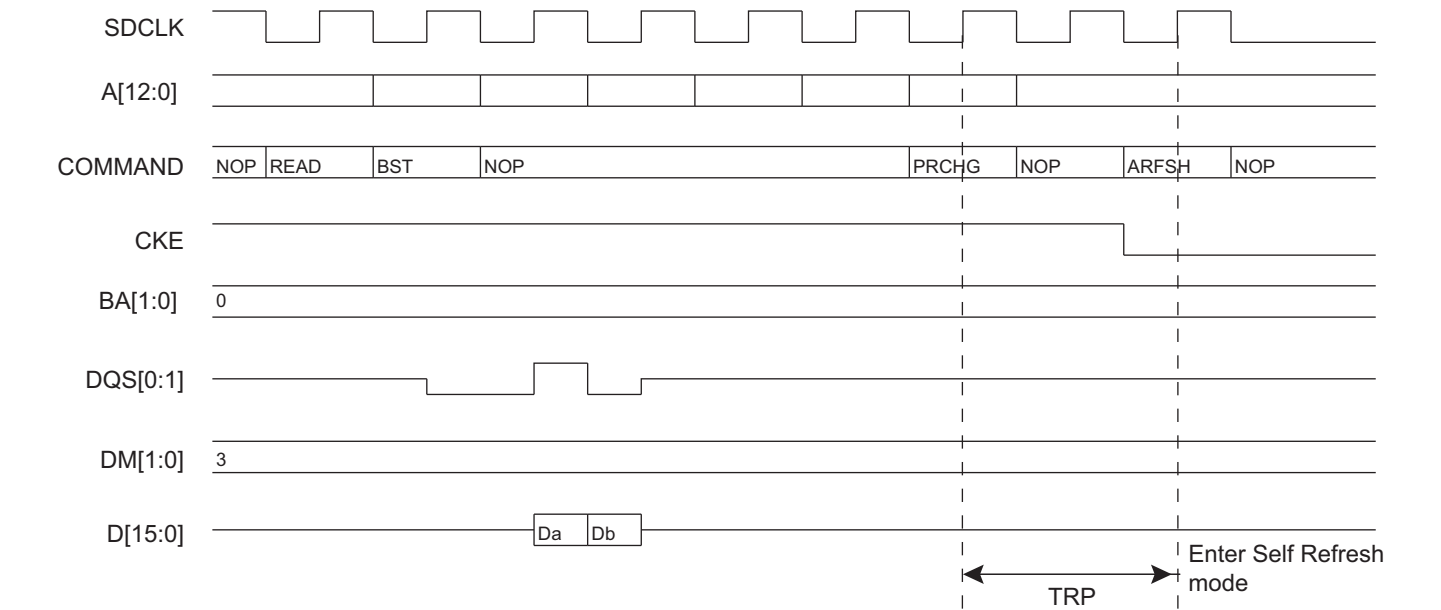 SDCLK
A[12:0]
COMMAND NOP READ BST NOP PRCHG NOP ARFSH NOP
CKE
BA[1:0] 0
DQS[0:1]
DM[1:0] 3
D[15:0] Da Db
Enter Self Refresh
mode
TRP